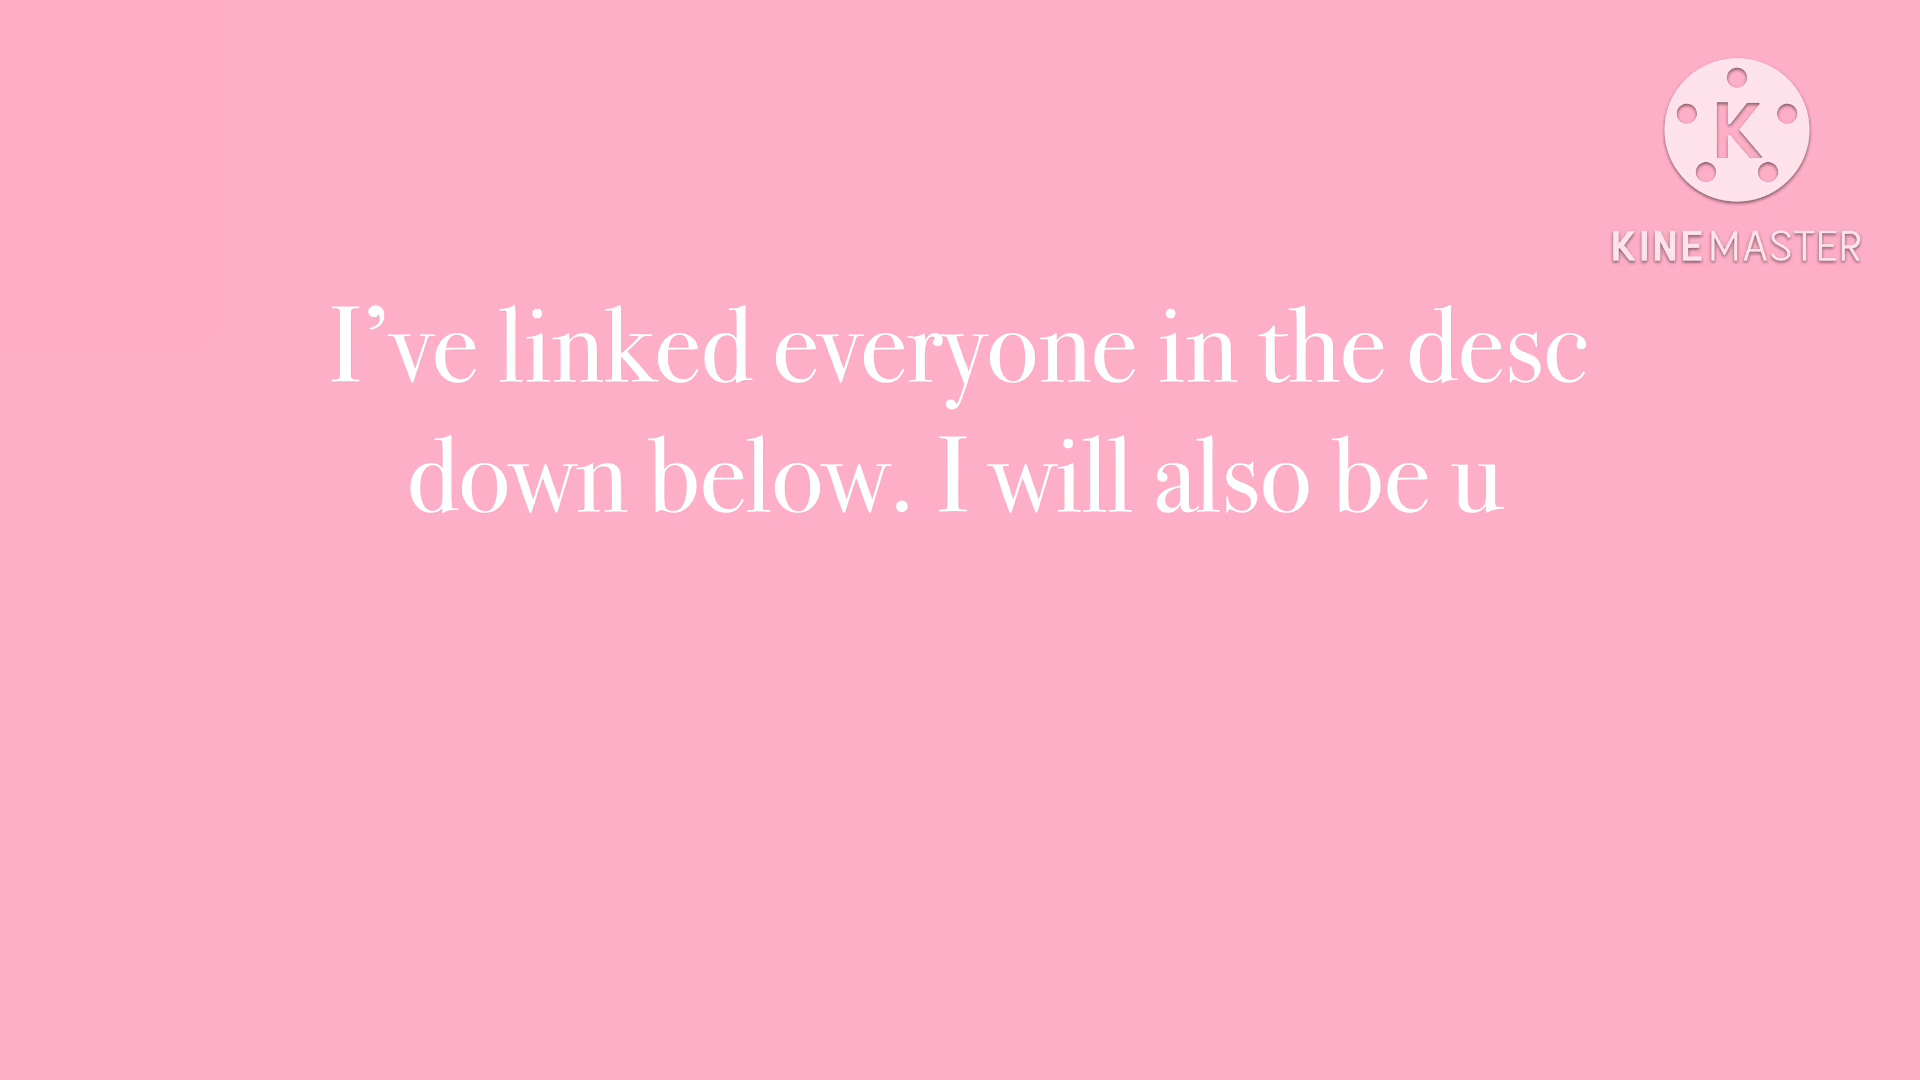 K
KINEMASTER
I’ve linked everyone in the desc
down below. I will also be u